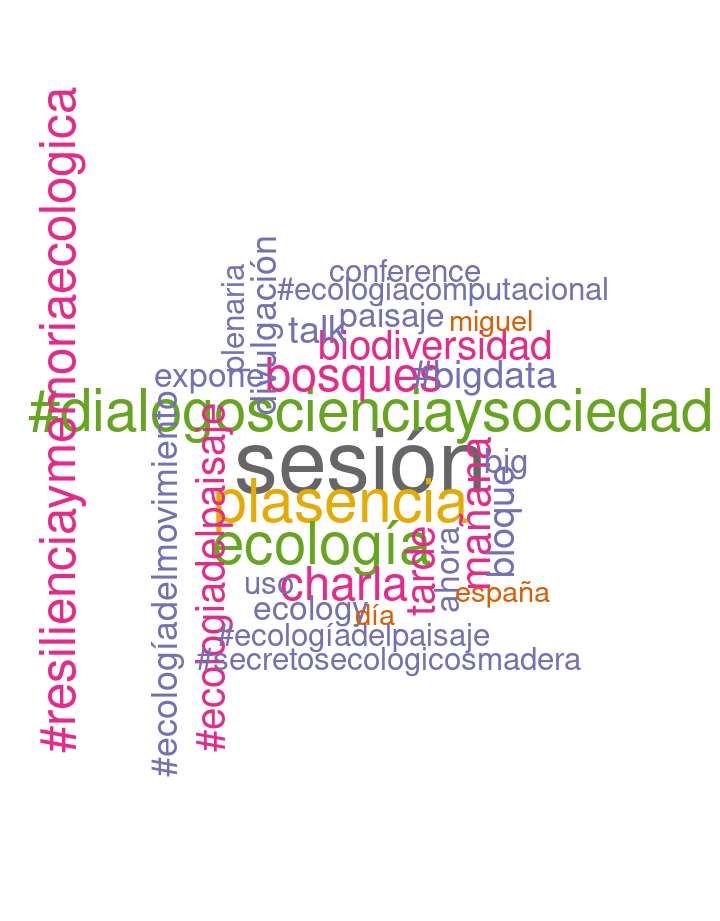 #resilienciaymemoriaecologica
conference
#ecologiacomputacional
plenaria
divulgación
paisaje
miguel
talk
biodiversidad
expone
bosques
#bigdata
#dialogoscienciaysociedad
#ecologíadelmovimiento
#ecologiadelpaisaje
sesión
mañana
big
bloque
plasencia
ecología
tarde
ahora
charla
uso
españa
ecology
día
#ecologíadelpaisaje
#secretosecologicosmadera